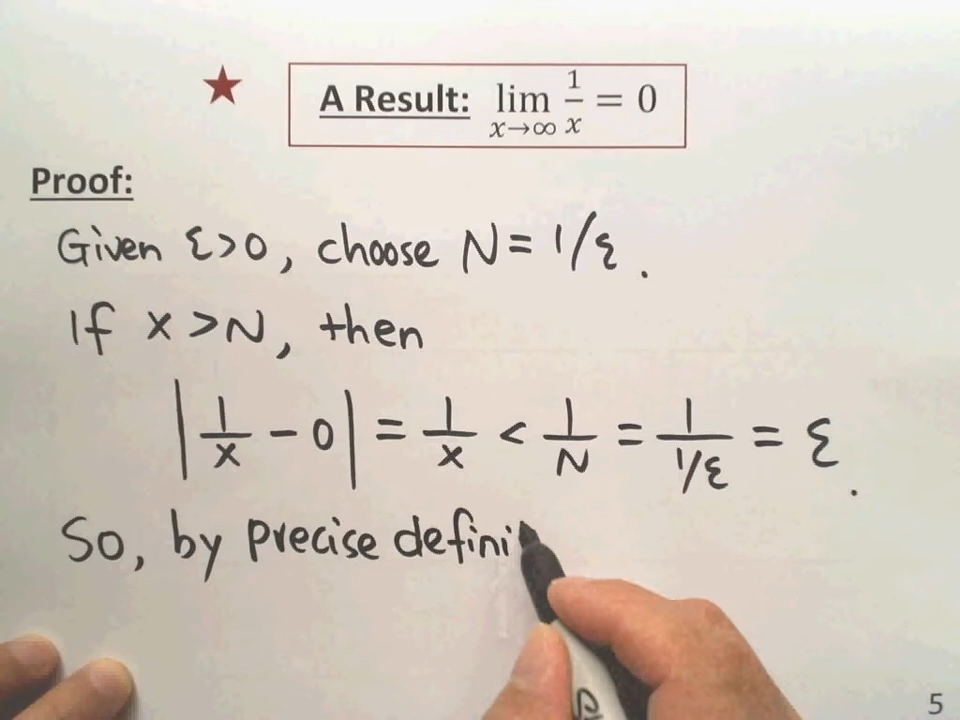 ★ A Result: lim x→∞ 1/x = 0
Proof:
Given ε>0, choose N = 1/ε.
If x > N, then
|1/x − 0| = 1/x < 1/N = 1/(1/ε) = ε.
So, by precise defini
5